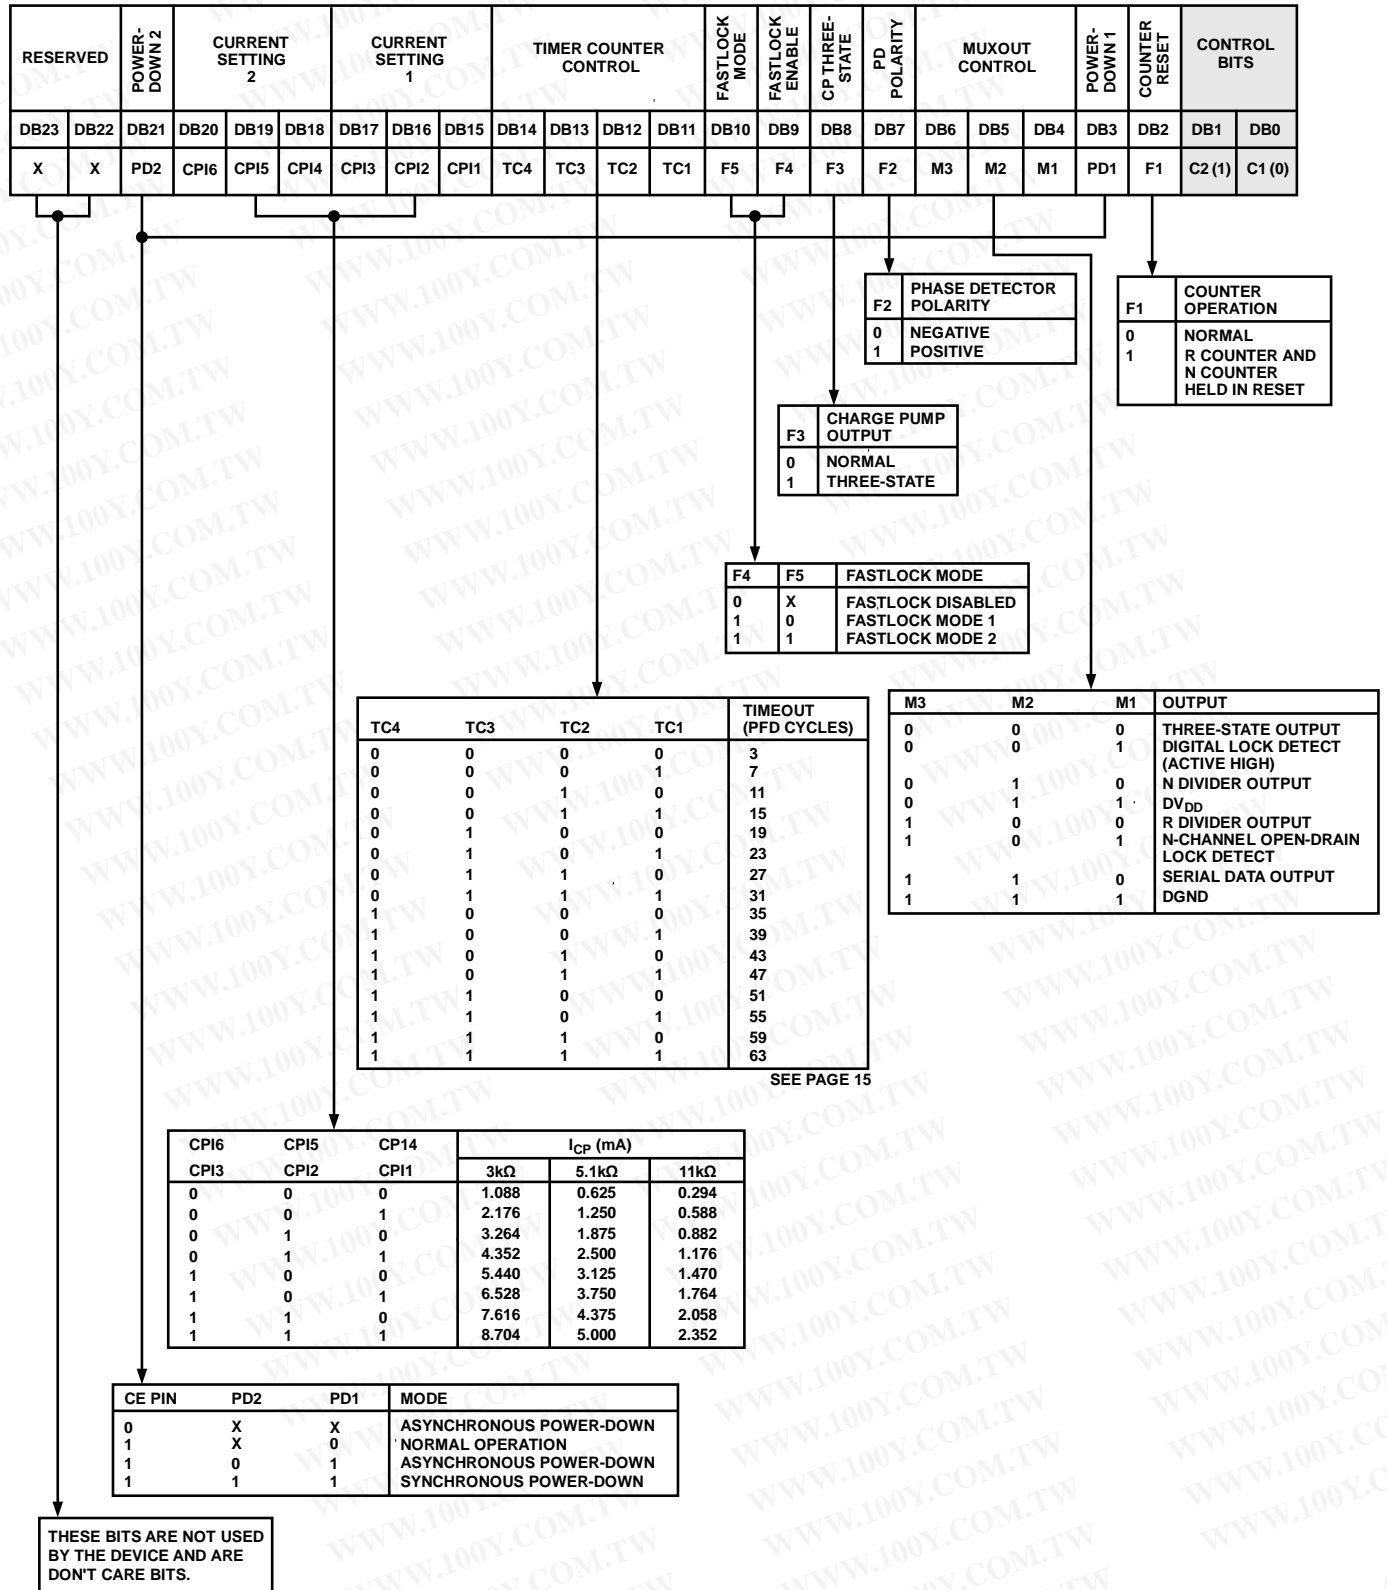 RESERVED
POWER-DOWN 2
CURRENT SETTING 2
CURRENT SETTING 1
TIMER COUNTER CONTROL
FASTLOCK MODE
FASTLOCK ENABLE
CP THREE-STATE
PD POLARITY
MUXOUT CONTROL
POWER-DOWN 1
COUNTER RESET
CONTROL BITS
DB23 DB22 DB21 DB20 DB19 DB18 DB17 DB16 DB15 DB14 DB13 DB12 DB11 DB10 DB9 DB8 DB7 DB6 DB5 DB4 DB3 DB2 DB1 DB0
X X PD2 CPI6 CPI5 CPI4 CPI3 CPI2 CPI1 TC4 TC3 TC2 TC1 F5 F4 F3 F2 M3 M2 M1 PD1 F1 C2 (1) C1 (0)
F2 PHASE DETECTOR POLARITY
0 NEGATIVE
1 POSITIVE
F1 COUNTER OPERATION
0 NORMAL
1 R COUNTER AND
N COUNTER
HELD IN RESET
F3 CHARGE PUMP OUTPUT
0 NORMAL
1 THREE-STATE
F4 F5 FASTLOCK MODE
0 X FASTLOCK DISABLED
1 0 FASTLOCK MODE 1
1 1 FASTLOCK MODE 2
TC4 TC3 TC2 TC1 TIMEOUT (PFD CYCLES)
0 0 0 0 3
0 0 0 1 7
0 0 1 0 11
0 0 1 1 15
0 1 0 0 19
0 1 0 1 23
0 1 1 0 27
0 1 1 1 31
1 0 0 0 35
1 0 0 1 39
1 0 1 0 43
1 0 1 1 47
1 1 0 0 51
1 1 0 1 55
1 1 1 0 59
1 1 1 1 63
SEE PAGE 15
M3 M2 M1 OUTPUT
0 0 0 THREE-STATE OUTPUT
0 0 1 DIGITAL LOCK DETECT
(ACTIVE HIGH)
0 1 0 N DIVIDER OUTPUT
0 1 1 DVDD
1 0 0 R DIVIDER OUTPUT
1 0 1 N-CHANNEL OPEN-DRAIN
LOCK DETECT
1 1 0 SERIAL DATA OUTPUT
1 1 1 DGND
CPI6 CPI5 CP14 ICP (mA)
CPI3 CPI2 CPI1 3kΩ 5.1kΩ 11kΩ
0 0 0 1.088 0.625 0.294
0 0 1 2.176 1.250 0.588
0 1 0 3.264 1.875 0.882
0 1 1 4.352 2.500 1.176
1 0 0 5.440 3.125 1.470
1 0 1 6.528 3.750 1.764
1 1 0 7.616 4.375 2.058
1 1 1 8.704 5.000 2.352
CE PIN PD2 PD1 MODE
0 X X ASYNCHRONOUS POWER-DOWN
1 X 0 NORMAL OPERATION
1 0 1 ASYNCHRONOUS POWER-DOWN
1 1 1 SYNCHRONOUS POWER-DOWN
THESE BITS ARE NOT USED
BY THE DEVICE AND ARE
DON'T CARE BITS.
WWW.100Y.COM.TW